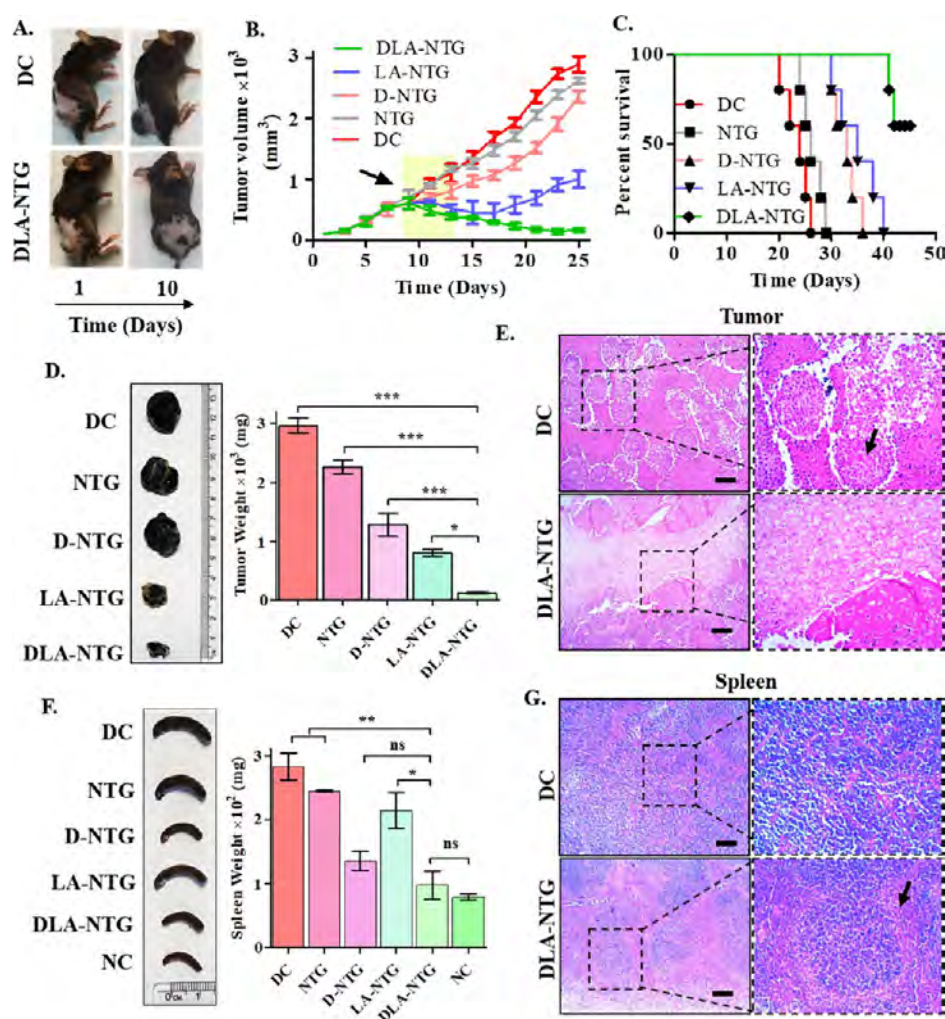 A.
DC
DLA-NTG
1 10
Time (Days)
B.
Tumor volume ×10³
(mm³)
3
2
1
0
0 5 10 15 20 25
Time (Days)
DLA-NTG
LA-NTG
D-NTG
NTG
DC
C.
Percent survival
100
50
0
0 10 20 30 40 50
Time (Days)
DC
NTG
D-NTG
LA-NTG
DLA-NTG
D.
DC
NTG
D-NTG
LA-NTG
DLA-NTG
Tumor Weight ×10³ (mg)
3
2
1
0
***
***
***
*
DC NTG D-NTG LA-NTG DLA-NTG
Tumor
E.
DC
DLA-NTG
F.
DC
NTG
D-NTG
LA-NTG
DLA-NTG
NC
0 CM 1
Spleen Weight ×10² (mg)
3
2
1
0
**
ns
*
ns
DC NTG D-NTG LA-NTG DLA-NTG NC
Spleen
G.
DC
DLA-NTG